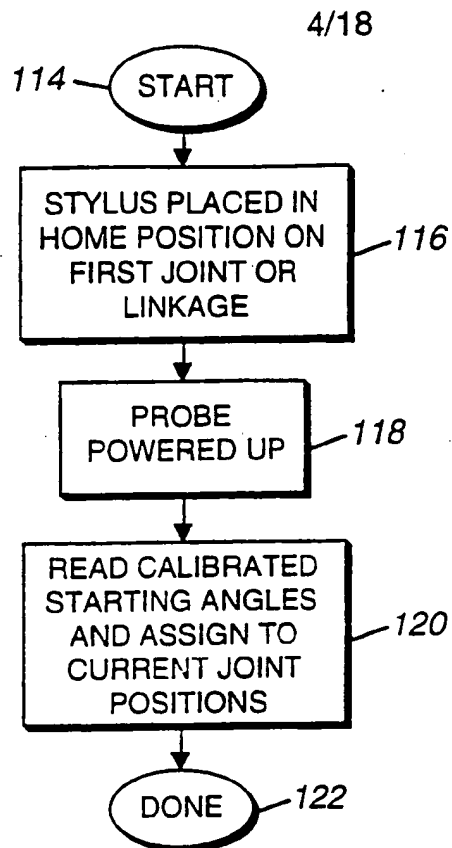 4/18
114
START
STYLUS PLACED IN
HOME POSITION ON
FIRST JOINT OR
LINKAGE
116
PROBE
POWERED UP
118
READ CALIBRATED
STARTING ANGLES
AND ASSIGN TO
CURRENT JOINT
POSITIONS
120
DONE
122